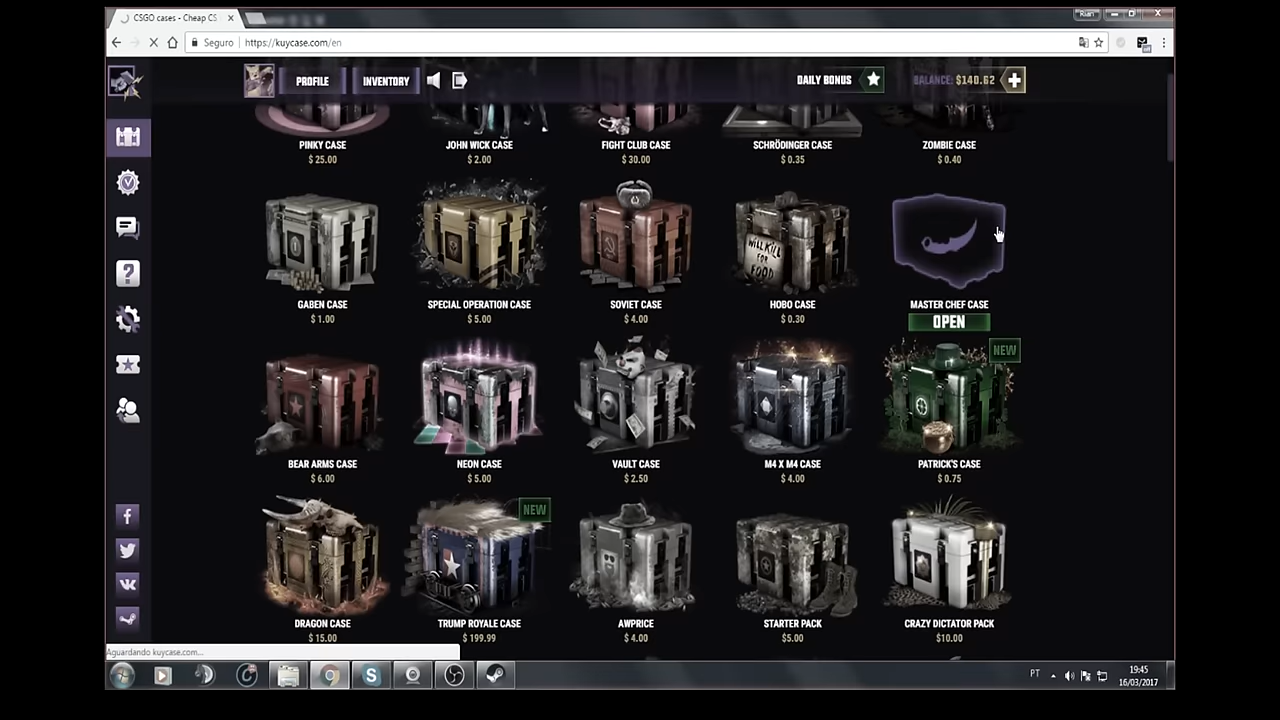 CSGO cases - Cheap CS
Rian
Seguro
https://kuycase.com/en
PROFILE
INVENTORY
DAILY BONUS
BALANCE: $140.62
PINKY CASE
JOHN WICK CASE
FIGHT CLUB CASE
SCHRÖDINGER CASE
ZOMBIE CASE
$ 25.00
$ 2.00
$ 30.00
$ 0.35
$ 0.40
WILL KILL
FOR
FOOD
GABEN CASE
SPECIAL OPERATION CASE
SOVIET CASE
HOBO CASE
MASTER CHEF CASE
$ 1.00
$ 5.00
$ 4.00
$ 0.30
OPEN
NEW
BEAR ARMS CASE
NEON CASE
VAULT CASE
M4 X M4 CASE
PATRICK'S CASE
$ 6.00
$ 5.00
$ 2.50
$ 4.00
$ 0.75
NEW
DRAGON CASE
TRUMP ROYALE CASE
AWPRICE
STARTER PACK
CRAZY DICTATOR PACK
$ 15.00
$ 199.99
$ 4.00
$5.00
$10.00
Aguardando kuycase.com...
PT
19:45
16/03/2017